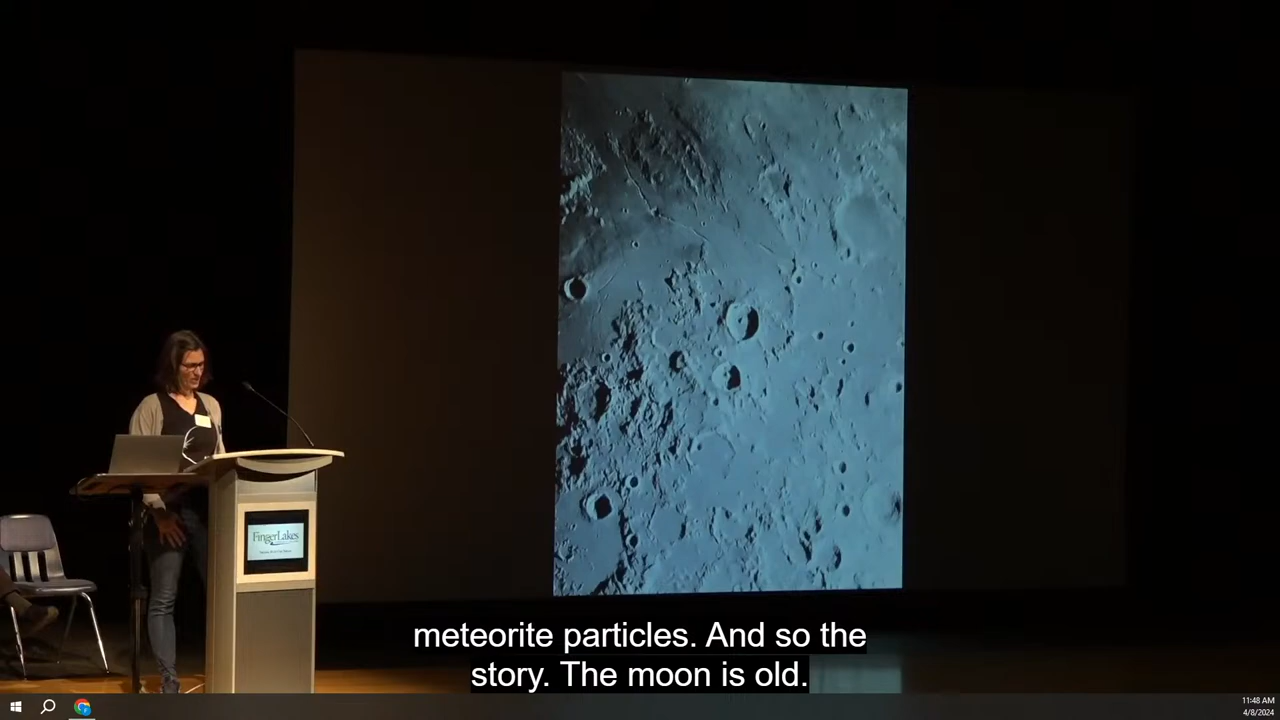 FingerLakes
meteorite particles. And so the
story. The moon is old.
11:48 AM
4/8/2024